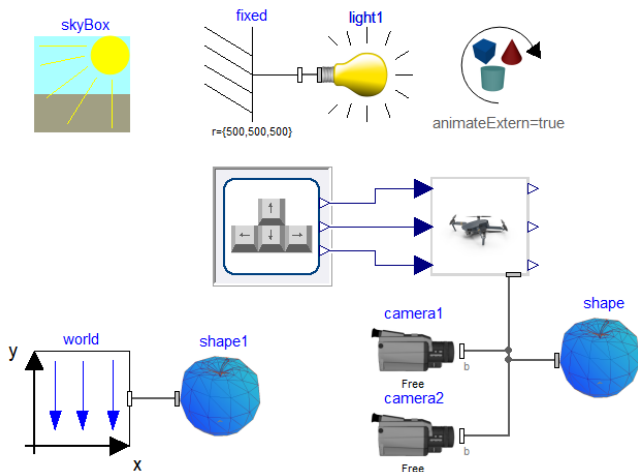 skyBox
fixed
light1
r={500,500,500}
animateExtern=true
world
y
x
shape1
camera1
b
Free
camera2
b
Free
shape